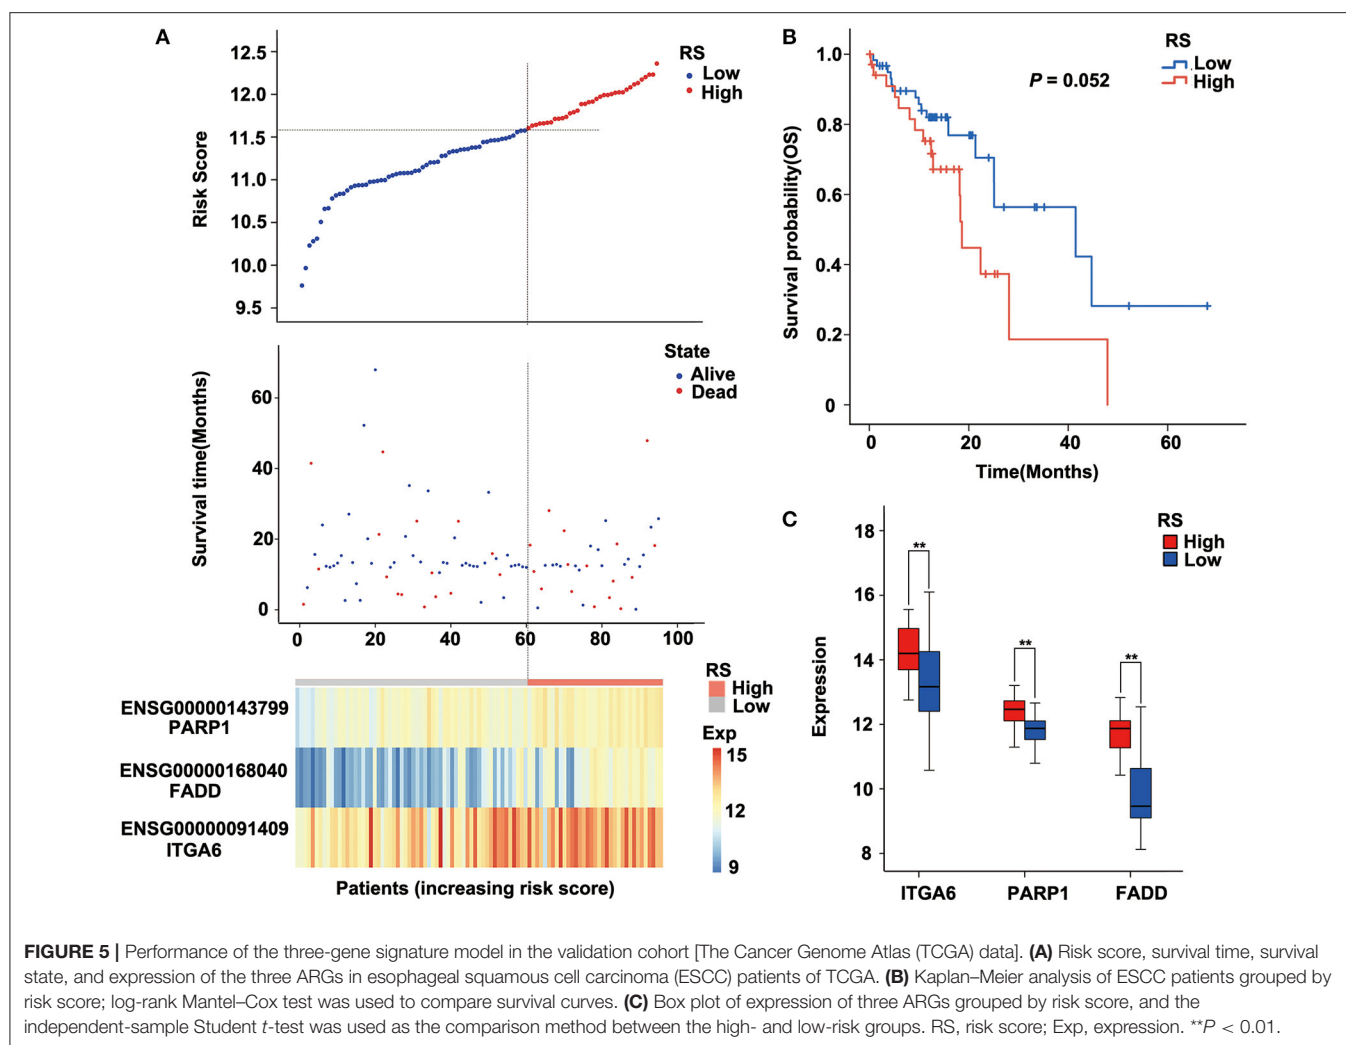 A
RS
Low
High
Risk Score
12.5
12.0
11.5
11.0
10.5
10.0
9.5
State
Alive
Dead
Survival time(Months)
60
40
20
0
0 20 40 60 80 100
RS
High
Low
ENSG00000143799
PARP1
ENSG00000168040
FADD
ENSG00000091409
ITGA6
Exp
15
12
9
Patients (increasing risk score)
B
RS
Low
High
P = 0.052
Survival probability(OS)
1.0
0.8
0.6
0.4
0.2
0
0 20 40 60
Time(Months)
C
RS
High
Low
Expression
18
16
14
12
10
8
**
**
**
ITGA6 PARP1 FADD
FIGURE 5 | Performance of the three-gene signature model in the validation cohort [The Cancer Genome Atlas (TCGA) data]. (A) Risk score, survival time, survival
state, and expression of the three ARGs in esophageal squamous cell carcinoma (ESCC) patients of TCGA. (B) Kaplan–Meier analysis of ESCC patients grouped by
risk score; log-rank Mantel–Cox test was used to compare survival curves. (C) Box plot of expression of three ARGs grouped by risk score, and the
independent-sample Student t-test was used as the comparison method between the high- and low-risk groups. RS, risk score; Exp, expression. **P < 0.01.